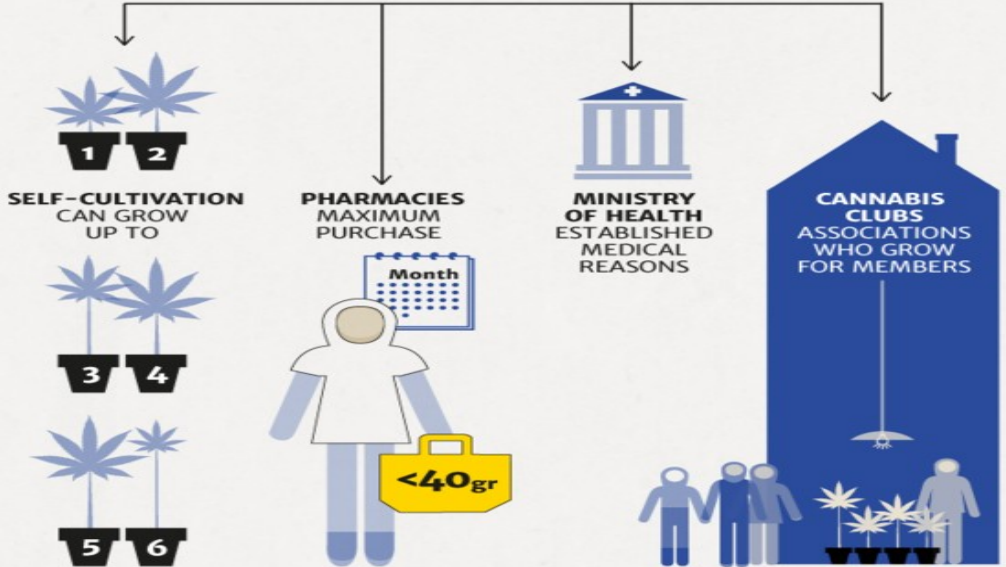 1 2
SELF-CULTIVATION
CAN GROW
UP TO
3 4
5 6
PHARMACIES
MAXIMUM
PURCHASE
Month
<40gr
MINISTRY
OF HEALTH
ESTABLISHED
MEDICAL
REASONS
CANNABIS
CLUBS
ASSOCIATIONS
WHO GROW
FOR MEMBERS